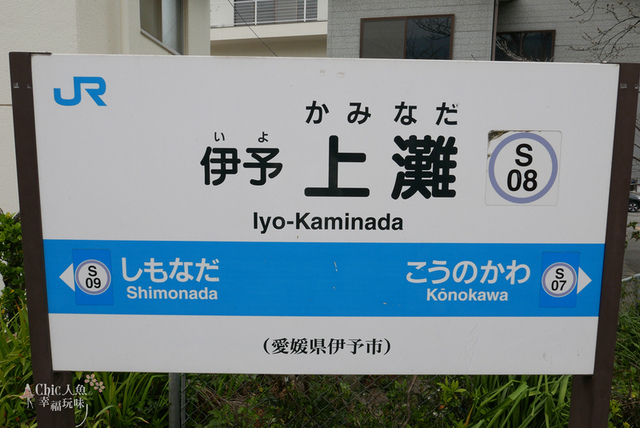 JR
かみなだ
いよ
伊予 上灘
S
08
Iyo-Kaminada
S
09
しもなだ
Shimonada
こうのかわ
Kōnokawa
S
07
(愛媛県伊予市)
Chic人魚
幸福玩味